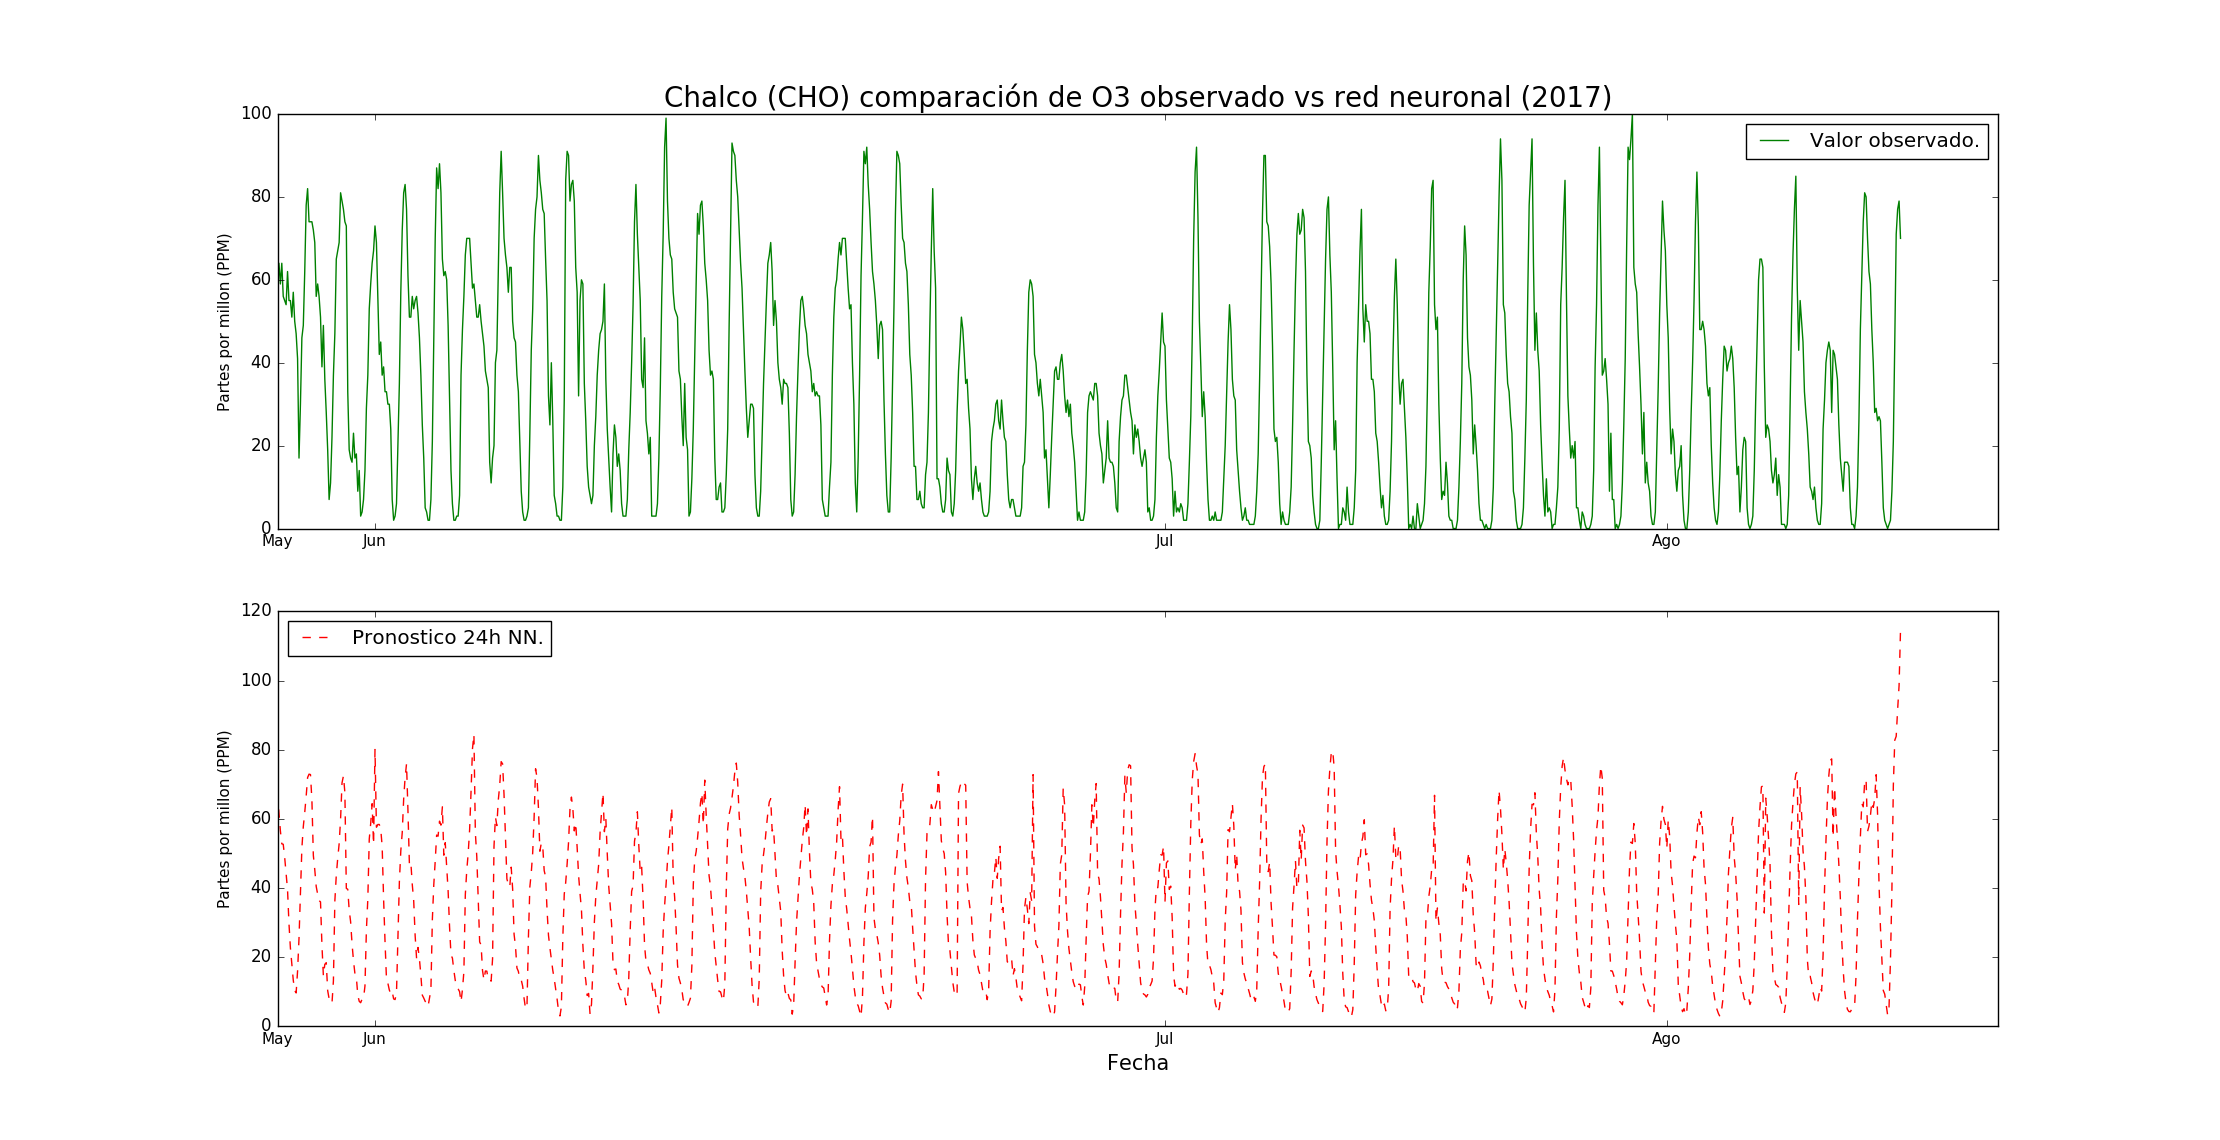 Chalco (CHO) comparación de O3 observado vs red neuronal (2017)
100
80
60
40
20
0
Partes por millon (PPM)
Valor observado.
May Jun Jul Ago
120
100
80
60
40
20
0
Partes por millon (PPM)
Pronostico 24h NN.
May Jun Jul Ago
Fecha